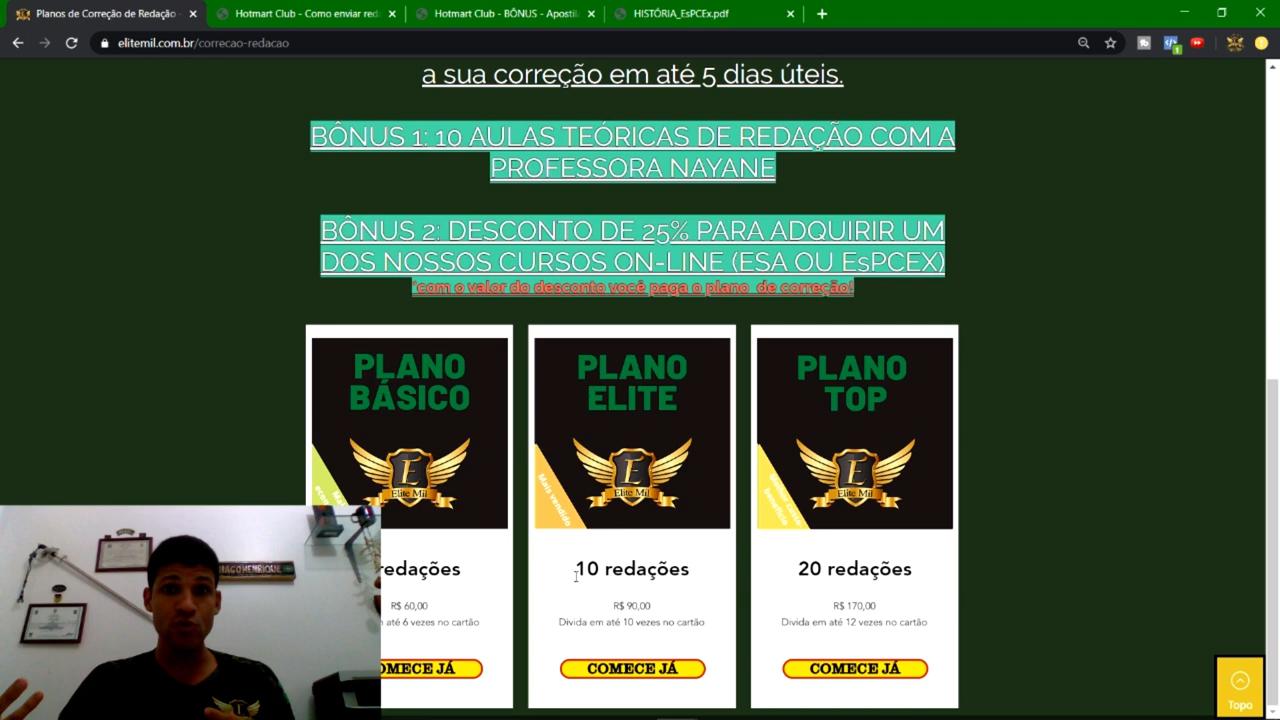 Planos de Correção de Redação -
Hotmart Club - Como enviar red
Hotmart Club - BÔNUS - Apostil
HISTÓRIA_EsPCEx.pdf
elitemil.com.br/correcao-redacao
a sua correção em até 5 dias úteis.
BÔNUS 1: 10 AULAS TEÓRICAS DE REDAÇÃO COM A
PROFESSORA NAYANE
BÔNUS 2: DESCONTO DE 25% PARA ADQUIRIR UM
DOS NOSSOS CURSOS ON-LINE (ESA OU EsPCEX)
*com o valor do desconto você paga o plano de correção!
PLANO
BÁSICO
Elite Mil
redações
R$ 60,00
até 6 vezes no cartão
OMECE JÁ
PLANO
ELITE
Mais vendido
Elite Mil
10 redações
R$ 90,00
Divida em até 10 vezes no cartão
COMECE JÁ
PLANO
TOP
Elite Mil
20 redações
R$ 170,00
Divida em até 12 vezes no cartão
COMECE JÁ
Topo